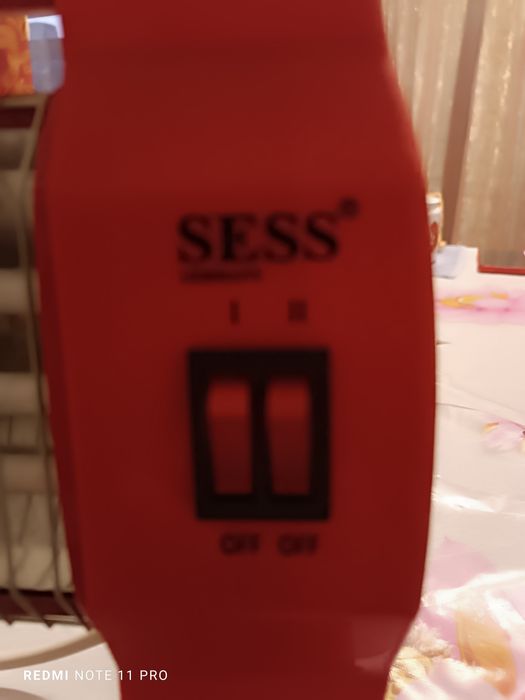 SESS®
I II
OFF OFF
REDMI NOTE 11 PRO